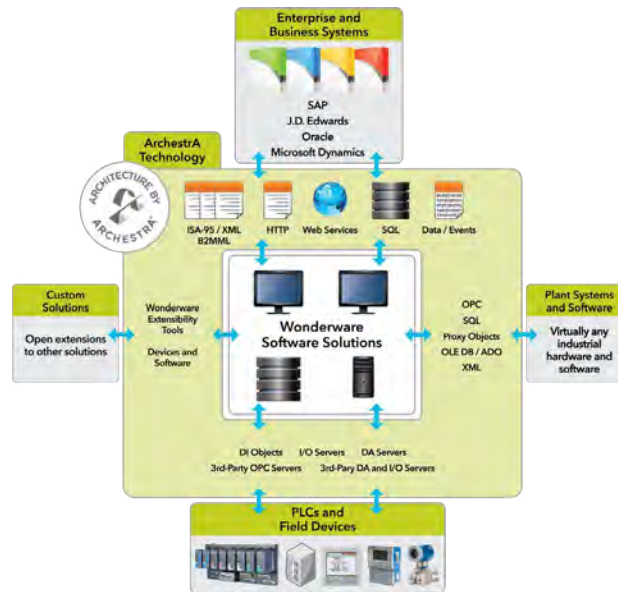 Enterprise and
Business Systems
SAP
J.D. Edwards
Oracle
Microsoft Dynamics
ArchestrA
Technology
ARCHITECTURE BY
ARCHESTRA
ISA-95 / XML
B2MML
HTTP
Web Services
SQL
Data / Events
Custom
Solutions
Open extensions
to other solutions
Wonderware
Extensibility
Tools
Devices and
Software
Wonderware
Software Solutions
OPC
SQL
Proxy Objects
OLE DB / ADO
XML
Plant Systems
and Software
Virtually any
industrial
hardware and
software
DI Objects
I/O Servers
DA Servers
3rd-Party OPC Servers
3rd-Pary DA and I/O Servers
PLCs and
Field Devices